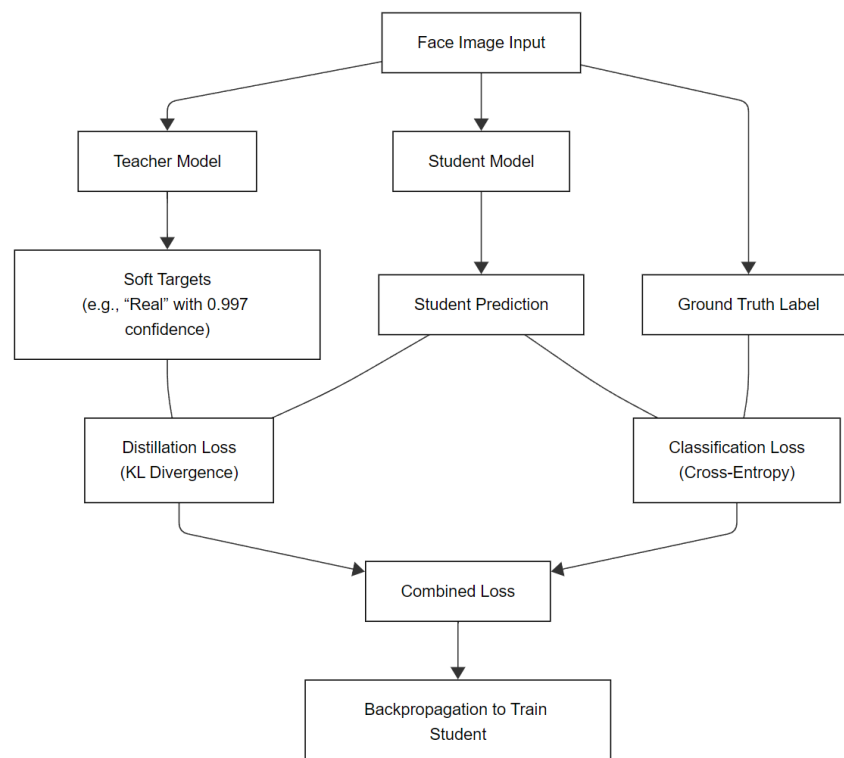 Face Image Input
Teacher Model
Student Model
Soft Targets
(e.g., “Real” with 0.997
confidence)
Student Prediction
Ground Truth Label
Distillation Loss
(KL Divergence)
Classification Loss
(Cross-Entropy)
Combined Loss
Backpropagation to Train
Student